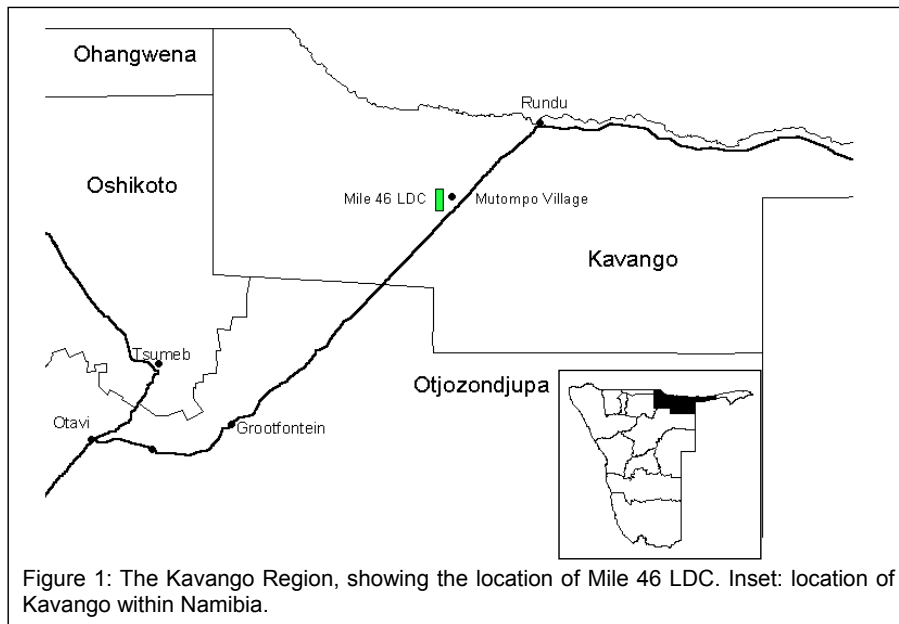 Ohangwena
Rundu
Oshikoto
Mile 46 LDC
Mutompo Village
Kavango
Tsumeb
Otjozondjupa
Otavi
Grootfontein
Figure 1: The Kavango Region, showing the location of Mile 46 LDC. Inset: location of
Kavango within Namibia.